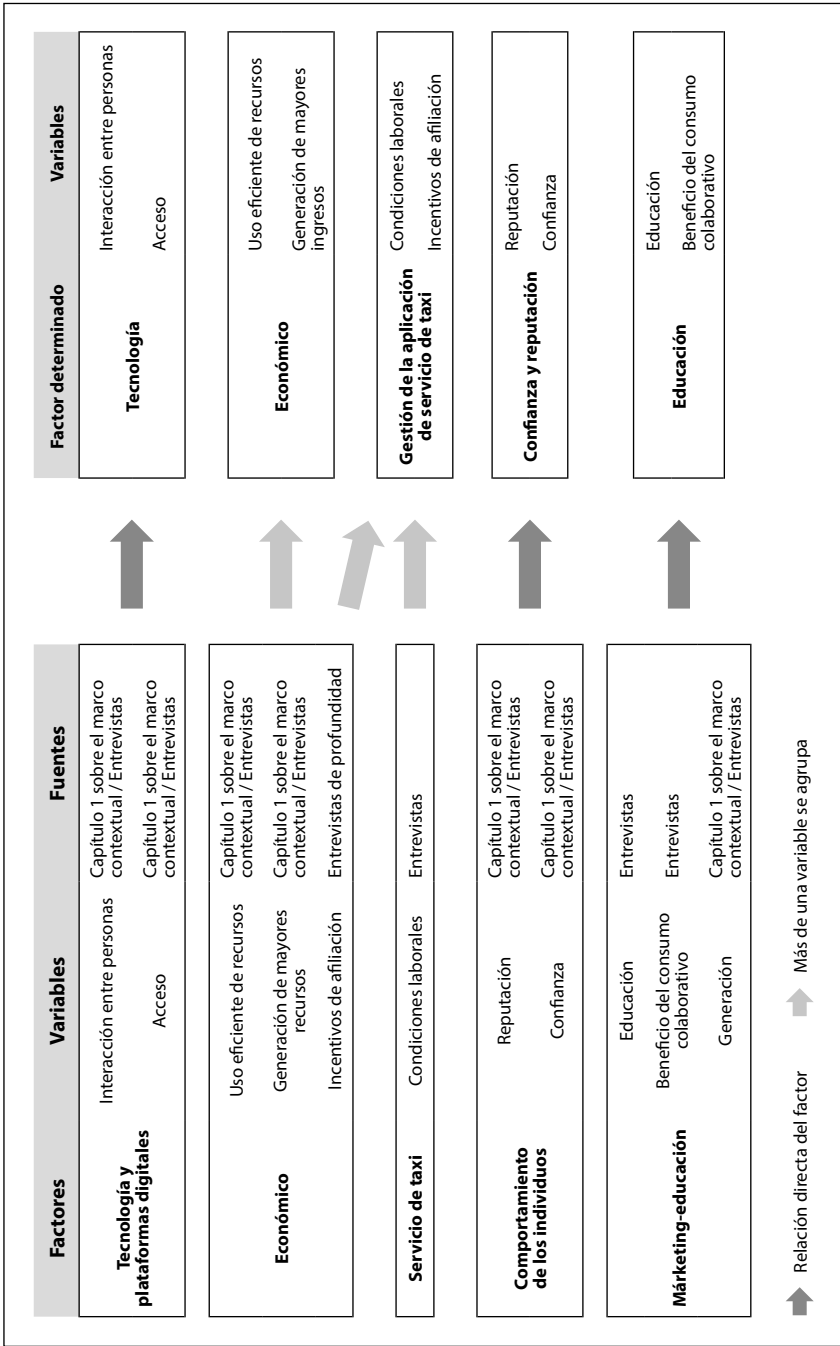 Factores
Variables
Fuentes
Tecnología y
plataformas digitales
Interacción entre personas
Capítulo 1 sobre el marco
contextual / Entrevistas
Acceso
Capítulo 1 sobre el marco
contextual / Entrevistas
Económico
Uso eficiente de recursos
Capítulo 1 sobre el marco
contextual / Entrevistas
Generación de mayores
recursos
Capítulo 1 sobre el marco
contextual / Entrevistas
Incentivos de afiliación
Entrevistas de profundidad
Servicio de taxi
Condiciones laborales
Entrevistas
Comportamiento
de los individuos
Reputación
Capítulo 1 sobre el marco
contextual / Entrevistas
Confianza
Capítulo 1 sobre el marco
contextual / Entrevistas
Márketing-educación
Educación
Entrevistas
Beneficio del consumo
colaborativo
Entrevistas
Generación
Capítulo 1 sobre el marco
contextual / Entrevistas
Factor determinado
Variables
Tecnología
Interacción entre personas
Acceso
Económico
Uso eficiente de recursos
Generación de mayores
ingresos
Gestión de la aplicación
de servicio de taxi
Condiciones laborales
Incentivos de afiliación
Confianza y reputación
Reputación
Confianza
Educación
Educación
Beneficio del consumo
colaborativo
Relación directa del factor
Más de una variable se agrupa